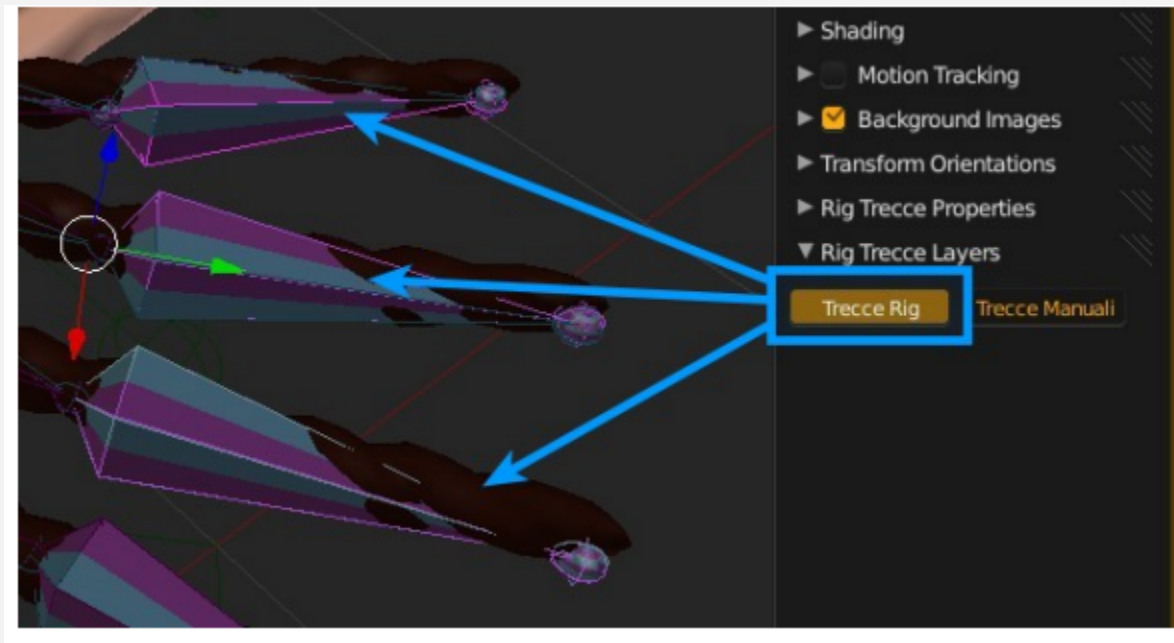 Shading
Motion Tracking
Background Images
Transform Orientations
Rig Trecce Properties
Rig Trecce Layers
Trecce Rig Trecce Manuali